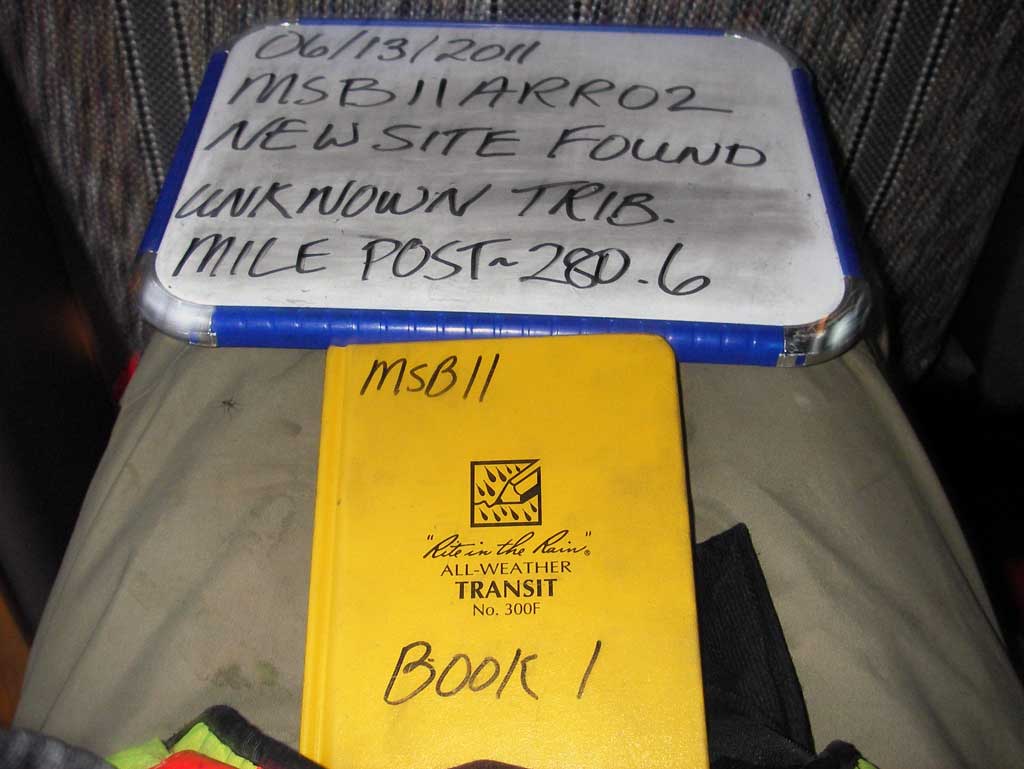 06/13/2011
MSB11ARR02
NEW SITE FOUND
UNKNOWN TRIB.
MILE POST~280.6
MSB11
"Rite in the Rain"®
ALL-WEATHER
TRANSIT
No. 300F
BOOK 1